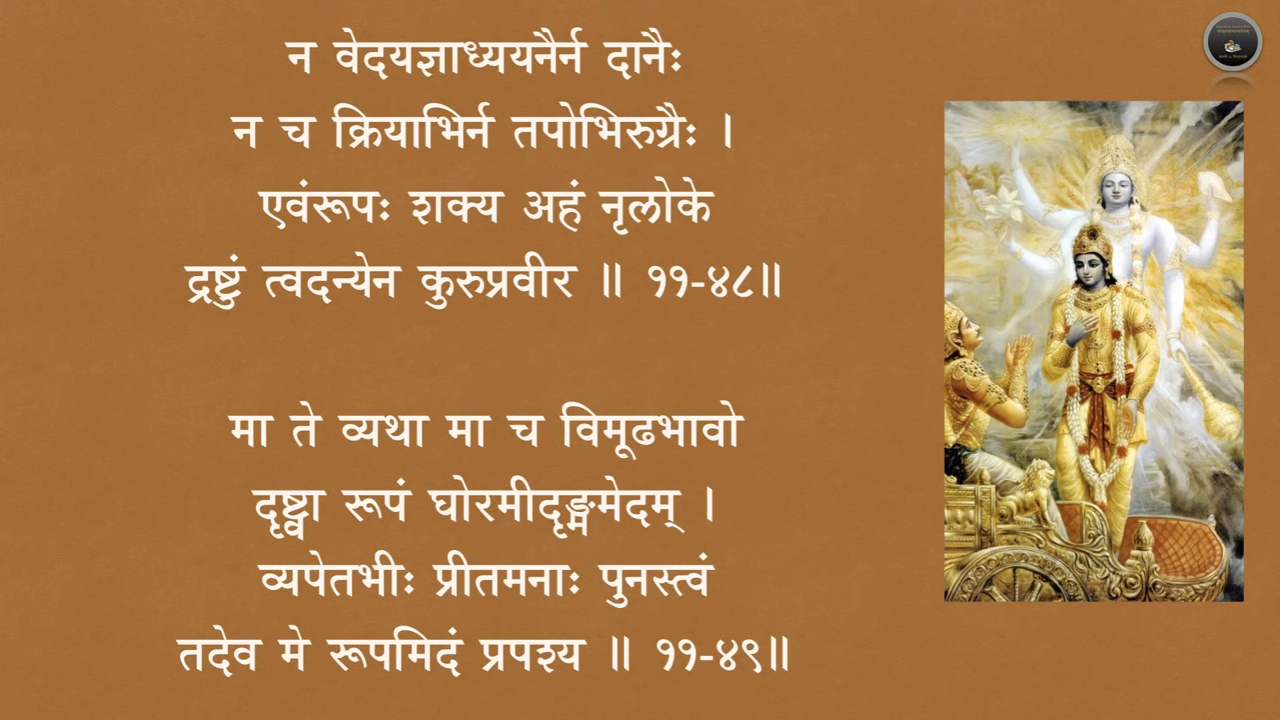 न वेदयज्ञाध्ययनैर्न दानैः
न च क्रियाभिर्न तपोभिरुग्रैः ।
एवंरूपः शक्य अहं नृलोके
द्रष्टुं त्वदन्येन कुरुप्रवीर ॥ ११-४८॥
मा ते व्यथा मा च विमूढभावो
दृष्ट्वा रूपं घोरमीदृङ्ममेदम् ।
व्यपेतभीः प्रीतमनाः पुनस्त्वं
तदेव मे रूपमिदं प्रपश्य ॥ ११-४९॥